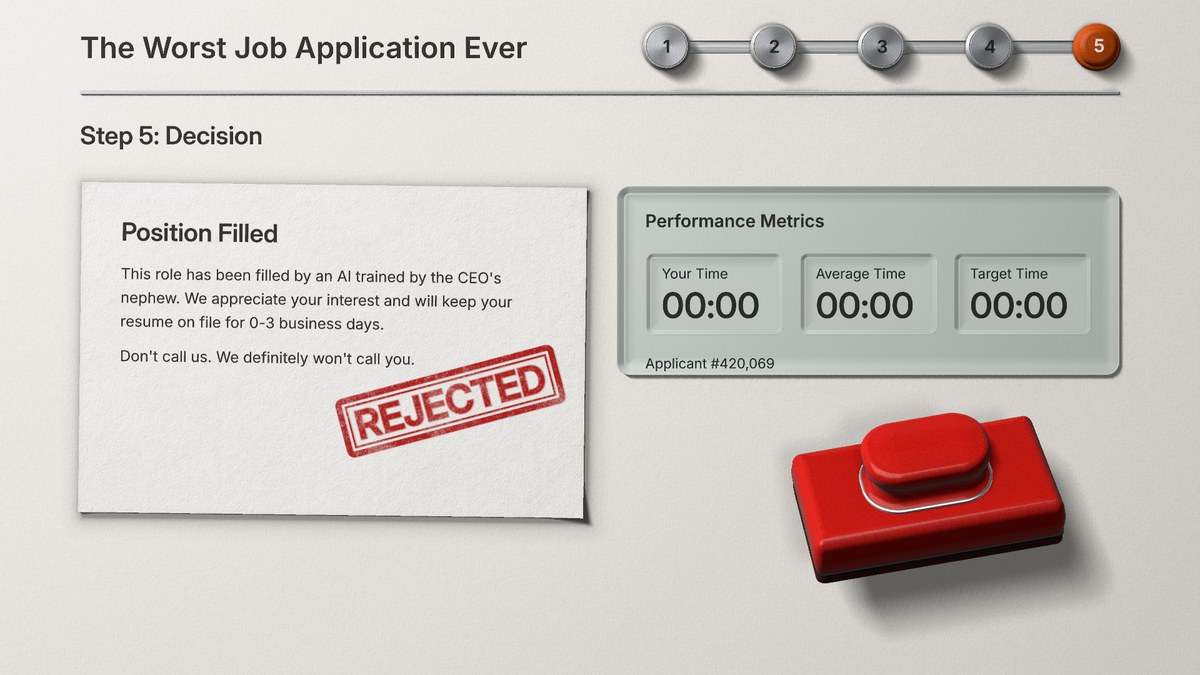 The Worst Job Application Ever
1 2 3 4 5
Step 5: Decision
Position Filled
This role has been filled by an AI trained by the CEO's
nephew. We appreciate your interest and will keep your
resume on file for 0-3 business days.
Don't call us. We definitely won't call you.
REJECTED
Performance Metrics
Your Time
00:00
Average Time
00:00
Target Time
00:00
Applicant #420,069